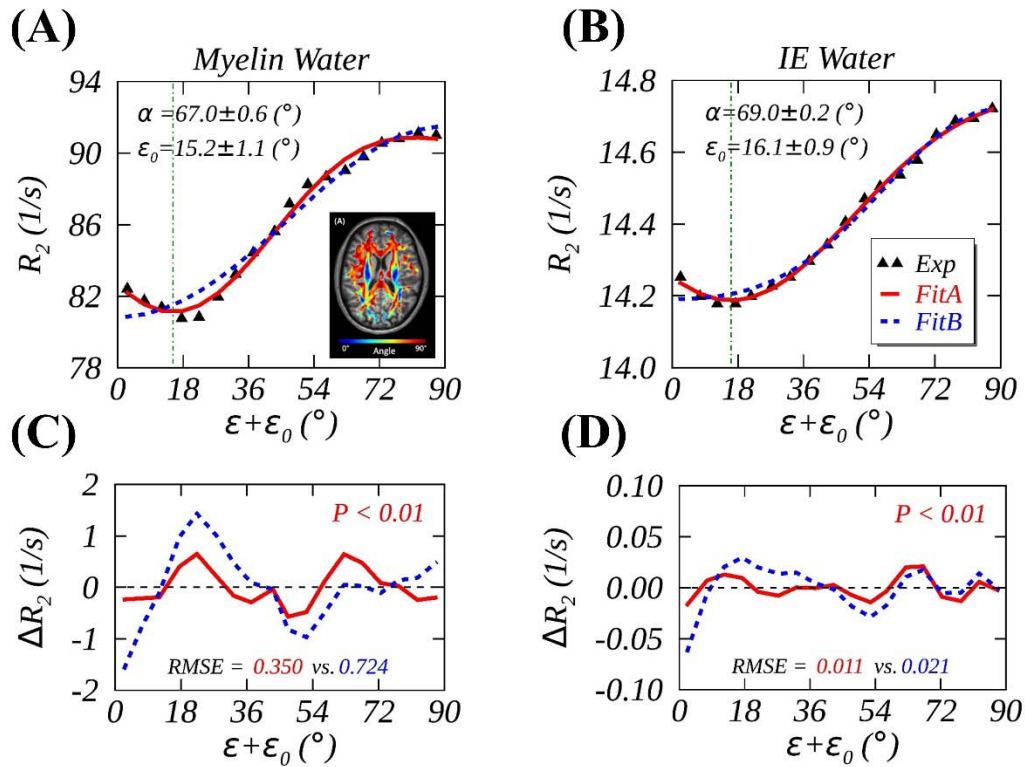 (A)
Myelin Water
α =67.0±0.6 (°)
ε0=15.2±1.1 (°)
94
90
86
82
78
R2 (1/s)
(A)
0° Angle 90°
0 18 36 54 72 90
ε+ε0 (°)
(B)
IE Water
α =69.0±0.2 (°)
ε0=16.1±0.9 (°)
14.8
14.6
14.4
14.2
14.0
R2 (1/s)
Exp
FitA
FitB
0 18 36 54 72 90
ε+ε0 (°)
(C)
2
1
0
-1
-2
ΔR2 (1/s)
P < 0.01
RMSE = 0.350 vs. 0.724
0 18 36 54 72 90
ε+ε0 (°)
(D)
0.10
0.05
0.00
-0.05
-0.10
ΔR2 (1/s)
P < 0.01
RMSE = 0.011 vs. 0.021
0 18 36 54 72 90
ε+ε0 (°)